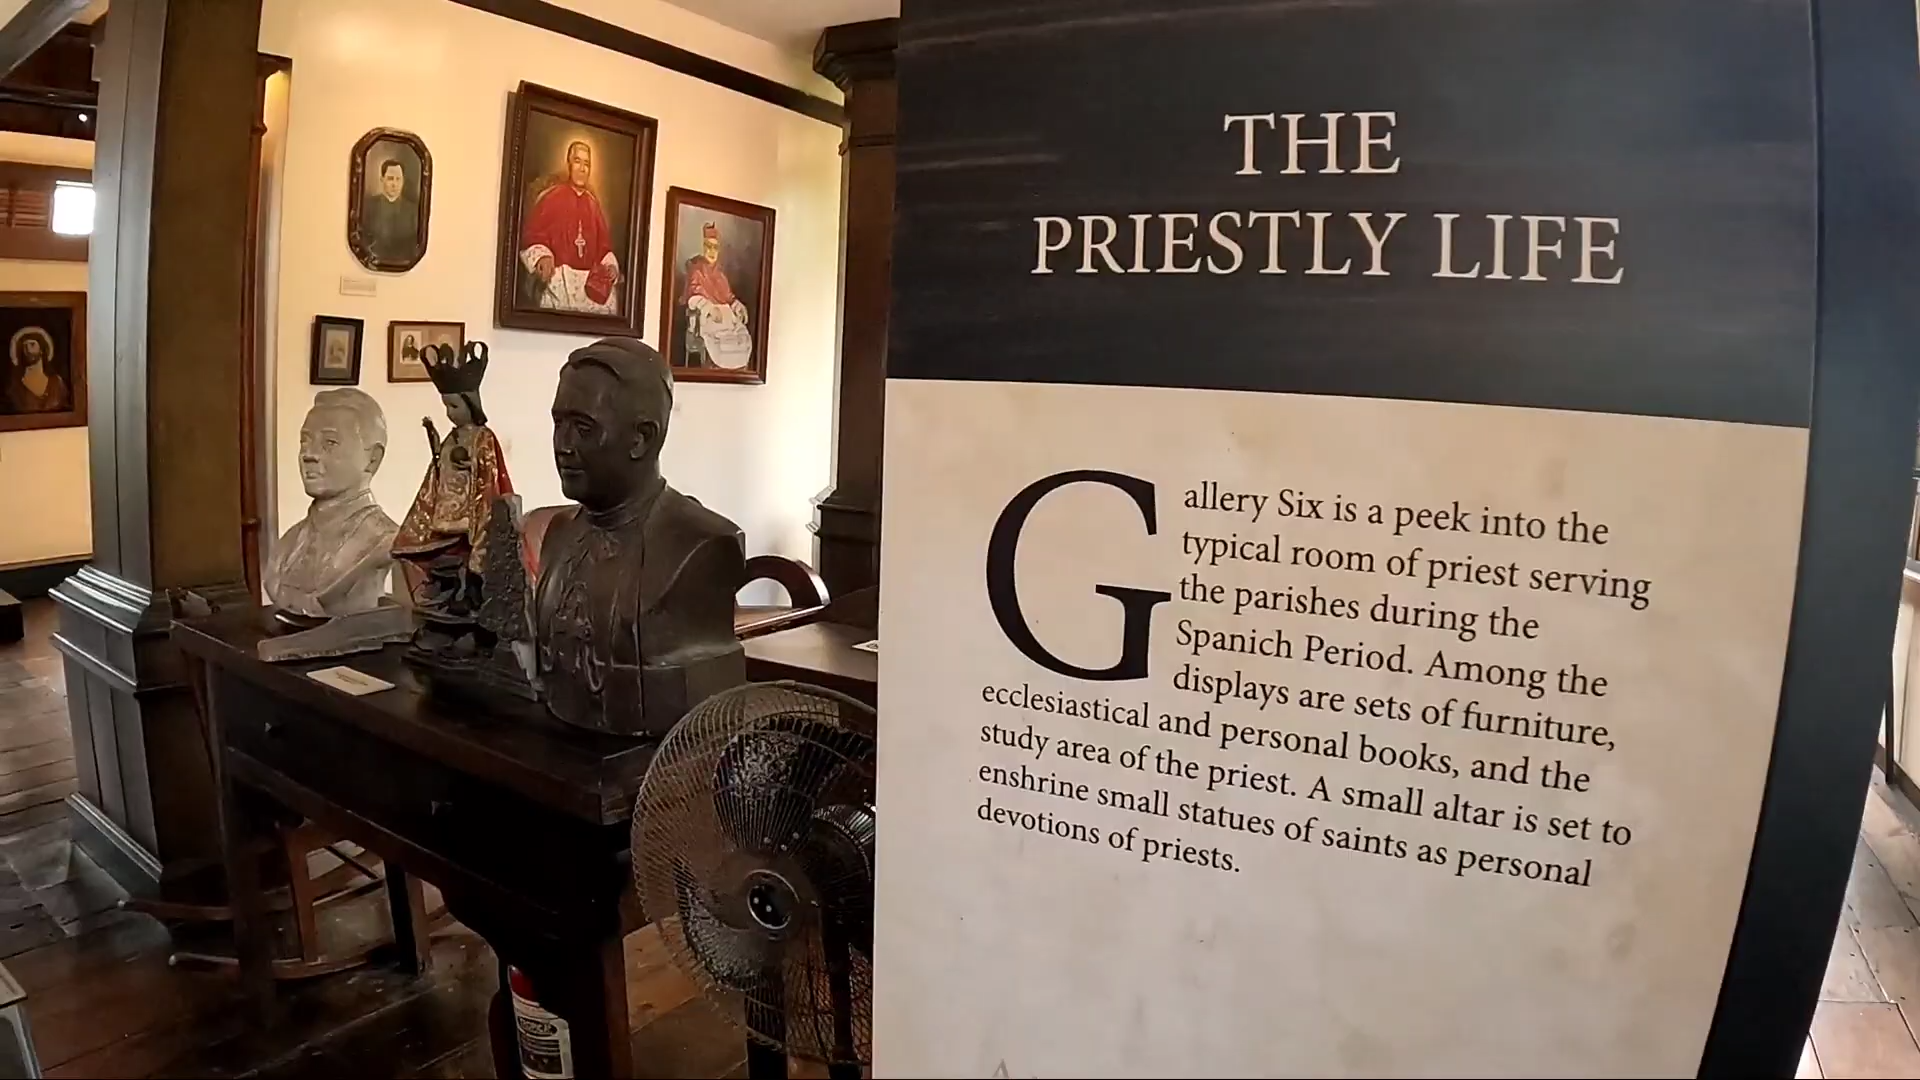 THE
PRIESTLY LIFE
Gallery Six is a peek into the
typical room of priest serving
the parishes during the
Spanich Period. Among the
displays are sets of furniture,
ecclesiastical and personal books, and the
study area of the priest. A small altar is set to
enshrine small statues of saints as personal
devotions of priests.